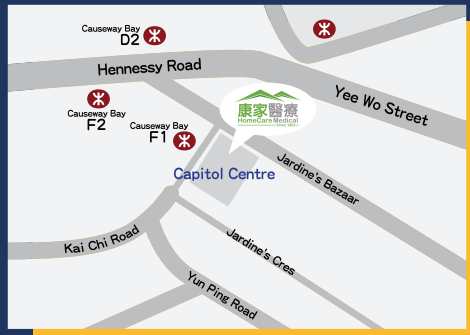 Causeway Bay
D2
Hennessy Road
Yee Wo Street
Causeway Bay
F2
康家醫療
HomeCare Medical
Causeway Bay
F1
Capitol Centre
Jardine's Bazaar
Kai Chi Road
Jardine's Cres
Yun Ping Road